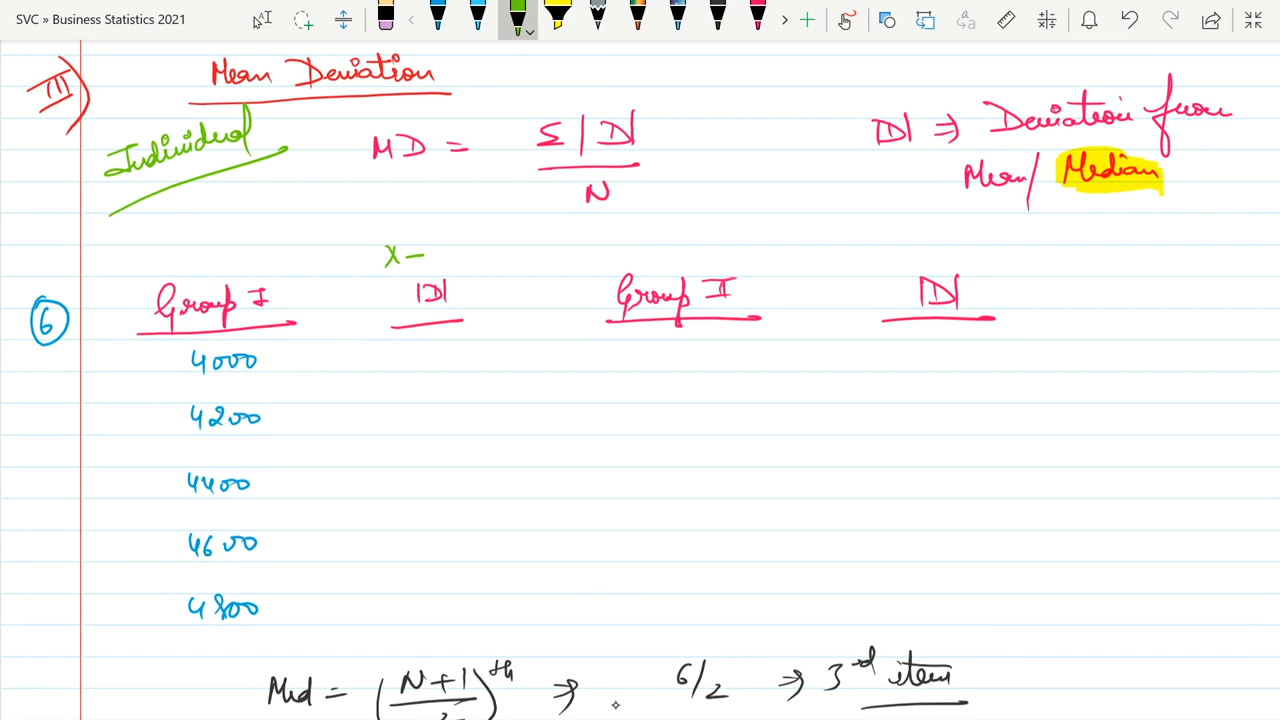 SVC » Business Statistics 2021
III) Mean Deviation
Individual MD = Σ|D| / N |D| ⇒ Deviation from
Mean/ Median
X –
6 Group I |D| Group II |D|
4000
4200
4400
4600
4800
Med = (N+1 / 2)th ⇒ 6/2 ⇒ 3rd item